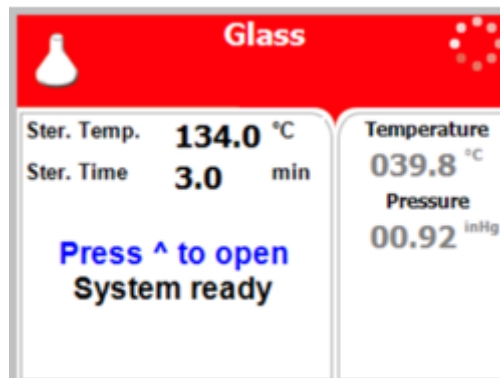 Glass
Ster. Temp. 134.0 °C
Ster. Time 3.0 min
Press ^ to open
System ready
Temperature
039.8 °C
Pressure
00.92 inHg